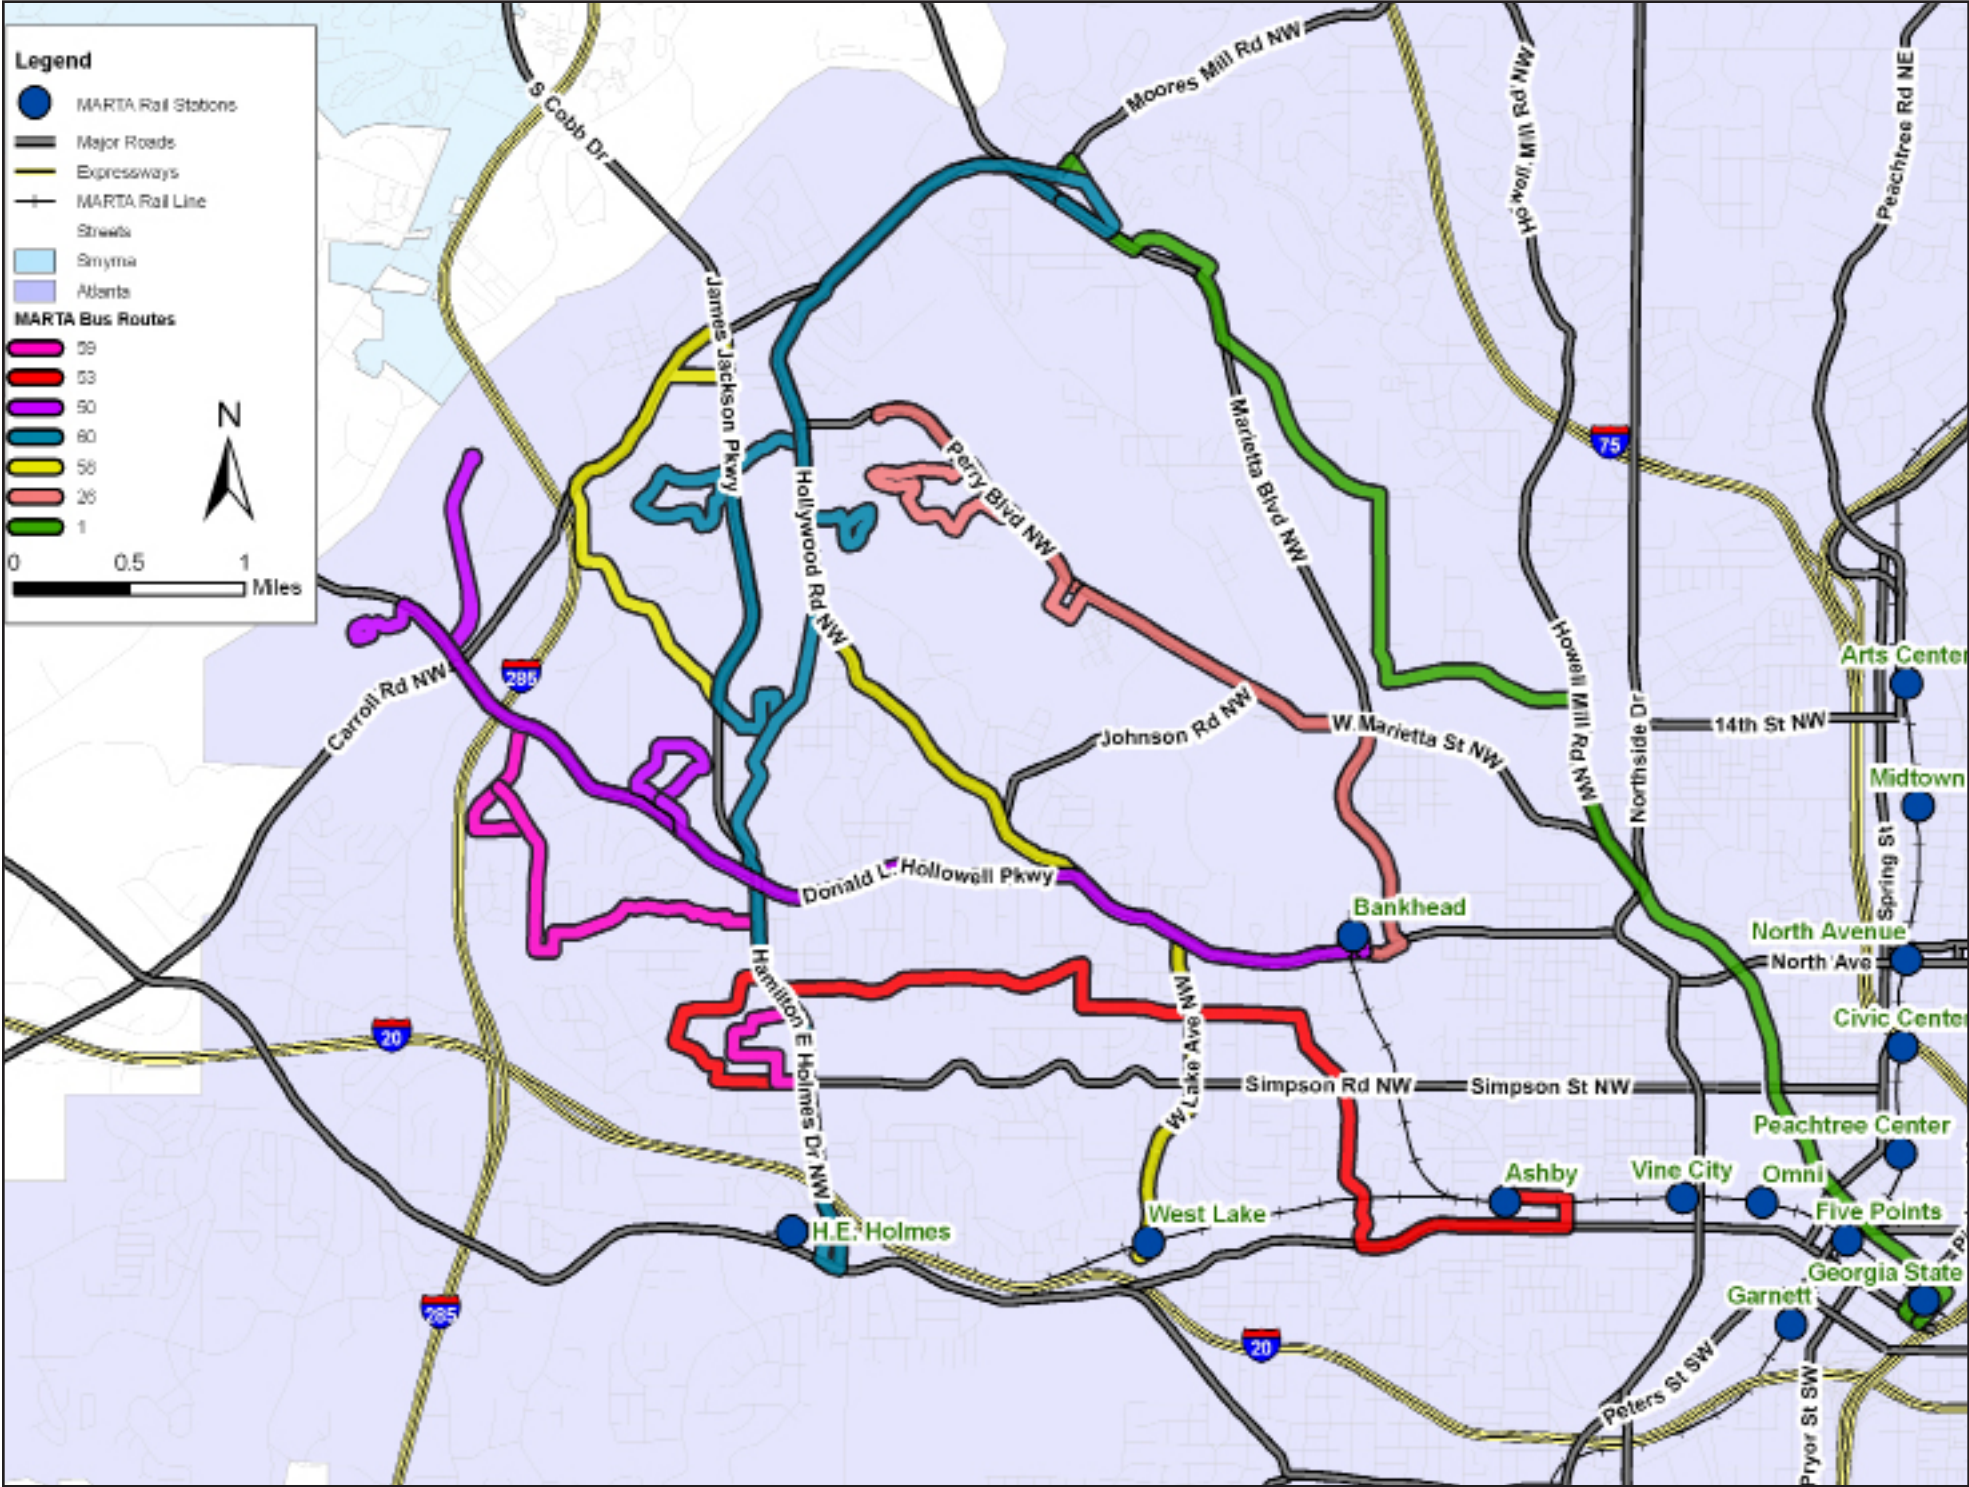 Legend
MARTA Rail Stations
Major Roads
Expressways
MARTA Rail Line
Streets
Smyrna
Atlanta
MARTA Bus Routes
59
53
50
60
58
26
1
N
0 0.5 1
Miles
S Cobb Dr
Moores Mill Rd NW
Howell Mill Rd NW
Peachtree Rd NE
James Jackson Pkwy
75
Perry Blvd NW
Marietta Blvd NW
Hollywood Rd NW
285
Carroll Rd NW
Johnson Rd NW
W Marietta St NW
Howell Mill Rd NW
Northside Dr
14th St NW
Arts Center
Midtown
Spring St
Donald L. Hollowell Pkwy
Bankhead
North Avenue
North Ave
Hamilton E Holmes Dr NW
W Lake Ave NW
Civic Center
20
Simpson Rd NW
Simpson St NW
Peachtree Center
Ashby
Vine City
Omni
West Lake
Five Points
H.E. Holmes
Georgia State
Garnett
285
20
Peters St SW
Pryor St SW